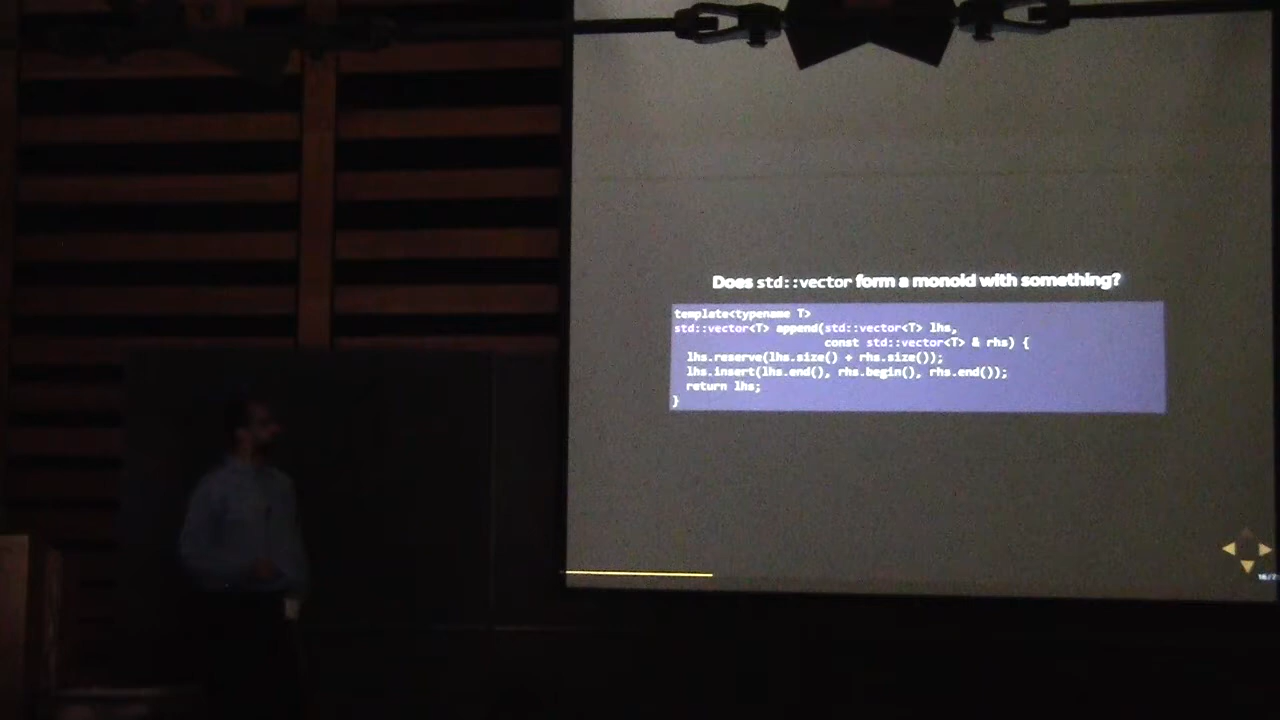 Does std::vector form a monoid with something?
template<typename T>
std::vector<T> append(std::vector<T> lhs,
const std::vector<T> & rhs) {
lhs.reserve(lhs.size() + rhs.size());
lhs.insert(lhs.end(), rhs.begin(), rhs.end());
return lhs;
}